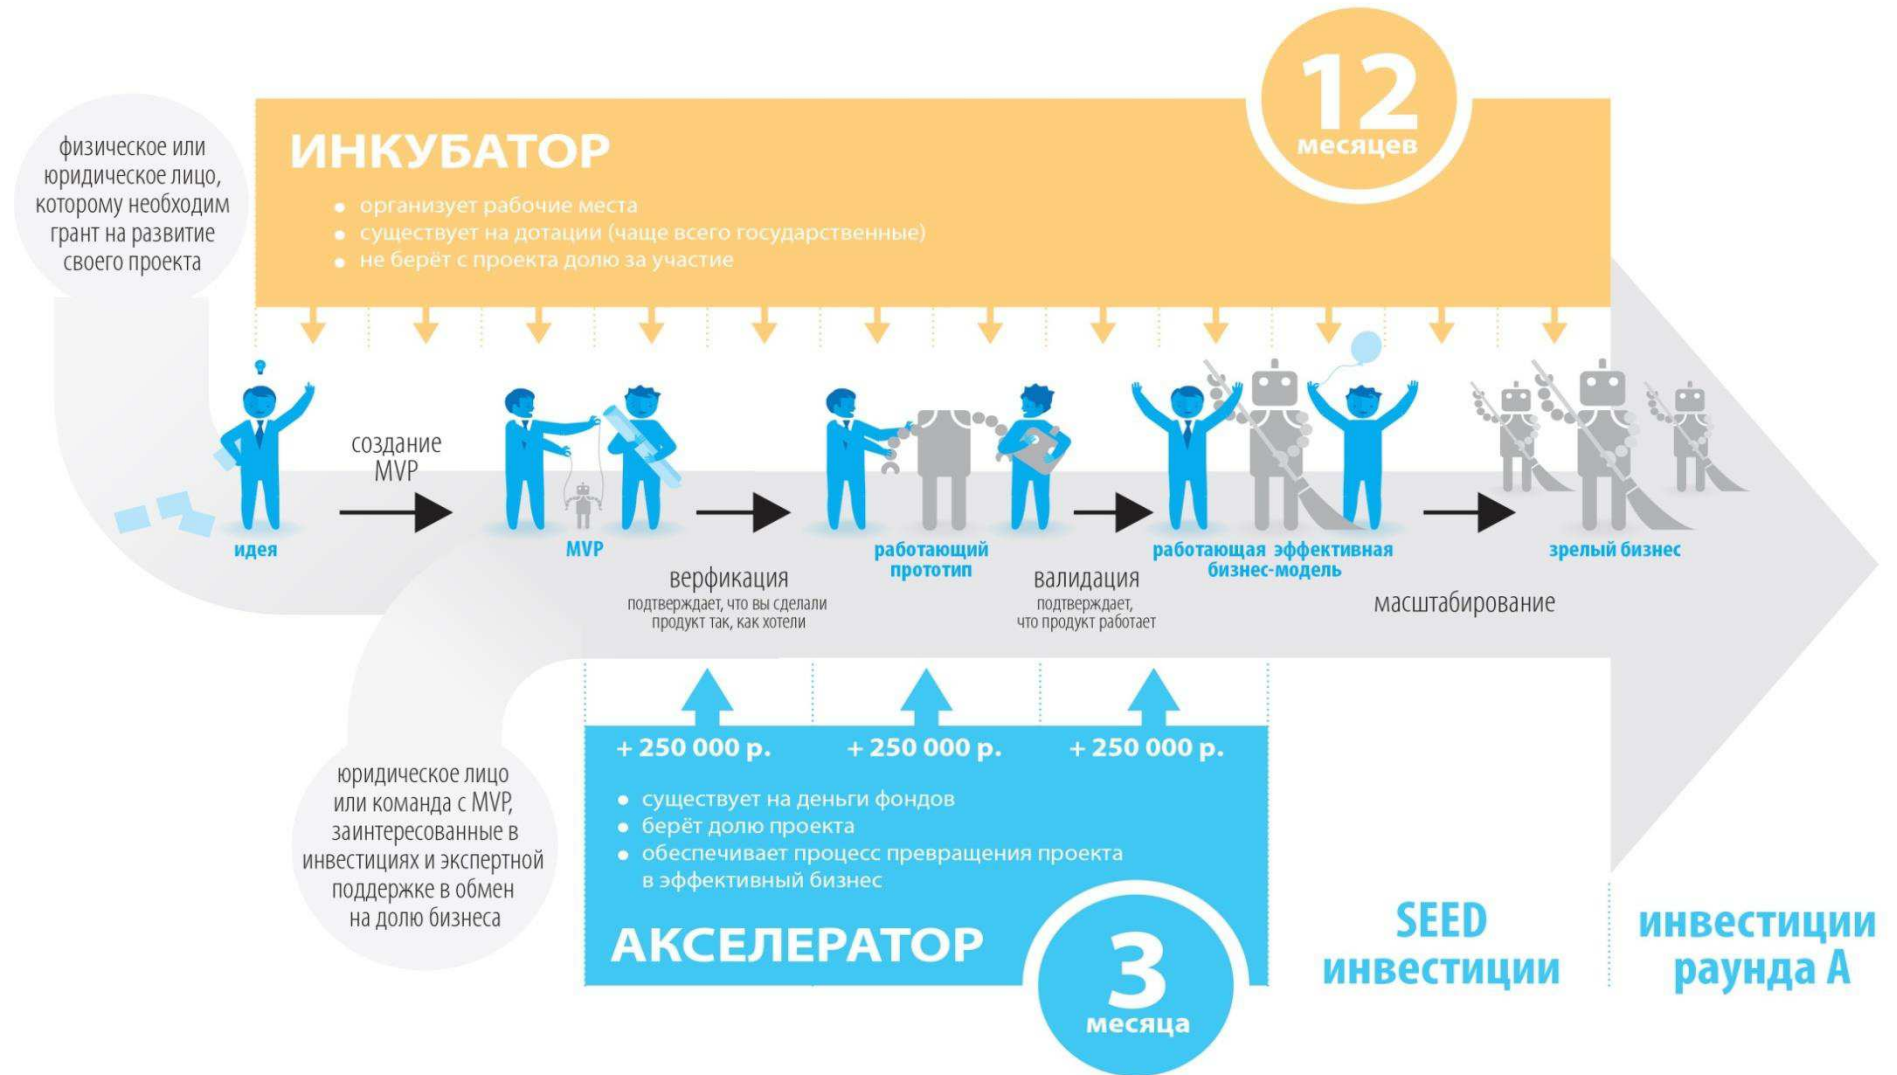 12
месяцев
ИНКУБАТОР
• организует рабочие места
• существует на дотации (чаще всего государственные)
• не берёт с проекта долю за участие
физическое или
юридическое лицо,
которому необходим
грант на развитие
своего проекта
создание
MVP
идея
MVP
работающий
прототип
работающая эффективная
бизнес-модель
зрелый бизнес
верфикация
подтверждает, что вы сделали
продукт так, как хотели
валидация
подтверждает,
что продукт работает
масштабирование
+ 250 000 р.
+ 250 000 р.
+ 250 000 р.
• существует на деньги фондов
• берёт долю проекта
• обеспечивает процесс превращения проекта
в эффективный бизнес
АКСЕЛЕРАТОР
3
месяца
юридическое лицо
или команда с MVP,
заинтересованные в
инвестициях и экспертной
поддержке в обмен
на долю бизнеса
SEED
инвестиции
инвестиции
раунда А